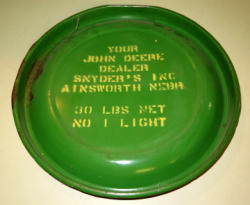 YOUR
JOHN DEERE
DEALER
SNYDER'S INC
AINSWORTH NEBR
30 LBS NET
NO 1 LIGHT